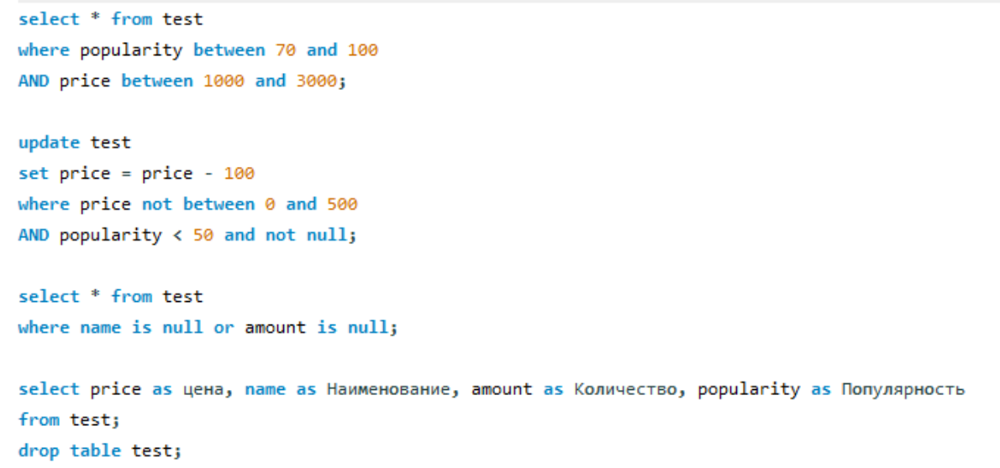 select * from test
where popularity between 70 and 100
AND price between 1000 and 3000;
update test
set price = price - 100
where price not between 0 and 500
AND popularity < 50 and not null;
select * from test
where name is null or amount is null;
select price as цена, name as Наименование, amount as Количество, popularity as Популярность
from test;
drop table test;